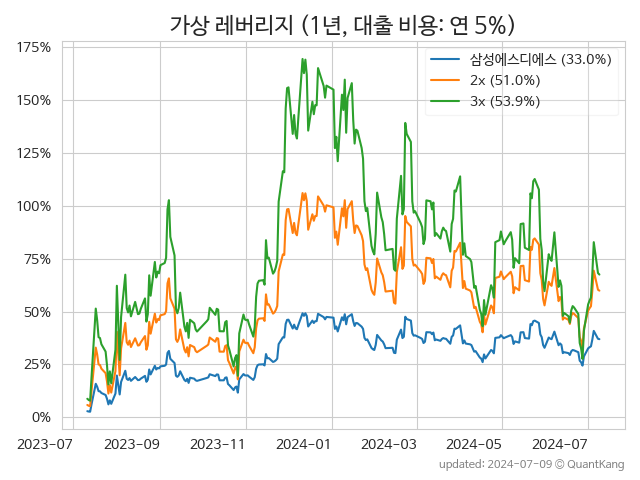 가상 레버리지 (1년, 대출 비용: 연 5%)
175%
150%
125%
100%
75%
50%
25%
0%
삼성에스디에스 (33.0%)
2x (51.0%)
3x (53.9%)
2023-07 2023-09 2023-11 2024-01 2024-03 2024-05 2024-07
updated: 2024-07-09 © QuantKang